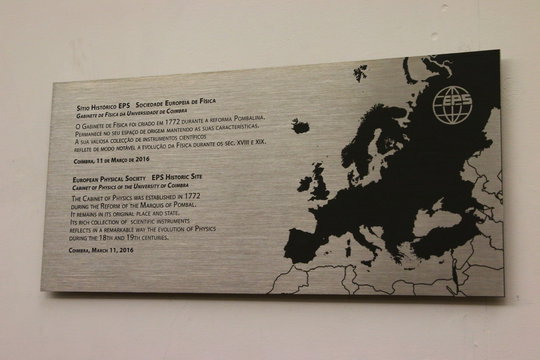 Sítio Histórico EPS Sociedade Europeia de Física
Gabinete de Física da Universidade de Coimbra
O Gabinete de Física foi criado em 1772 durante a reforma Pombalina.
Permanece no seu espaço de origem mantendo as suas características.
A sua valiosa colecção de instrumentos científicos
reflete de modo notável a evolução da Física durante os séc. XVIII e XIX.
Coimbra, 11 de Março de 2016
European Physical Society EPS Historic Site
Cabinet of Physics of the University of Coimbra
The Cabinet of Physics was established in 1772
during the Reform of the Marquis of Pombal.
It remains in its original place and state.
Its rich collection of scientific instruments
reflects in a remarkable way the evolution of Physics
during the 18th and 19th centuries.
Coimbra, March 11, 2016
EPS